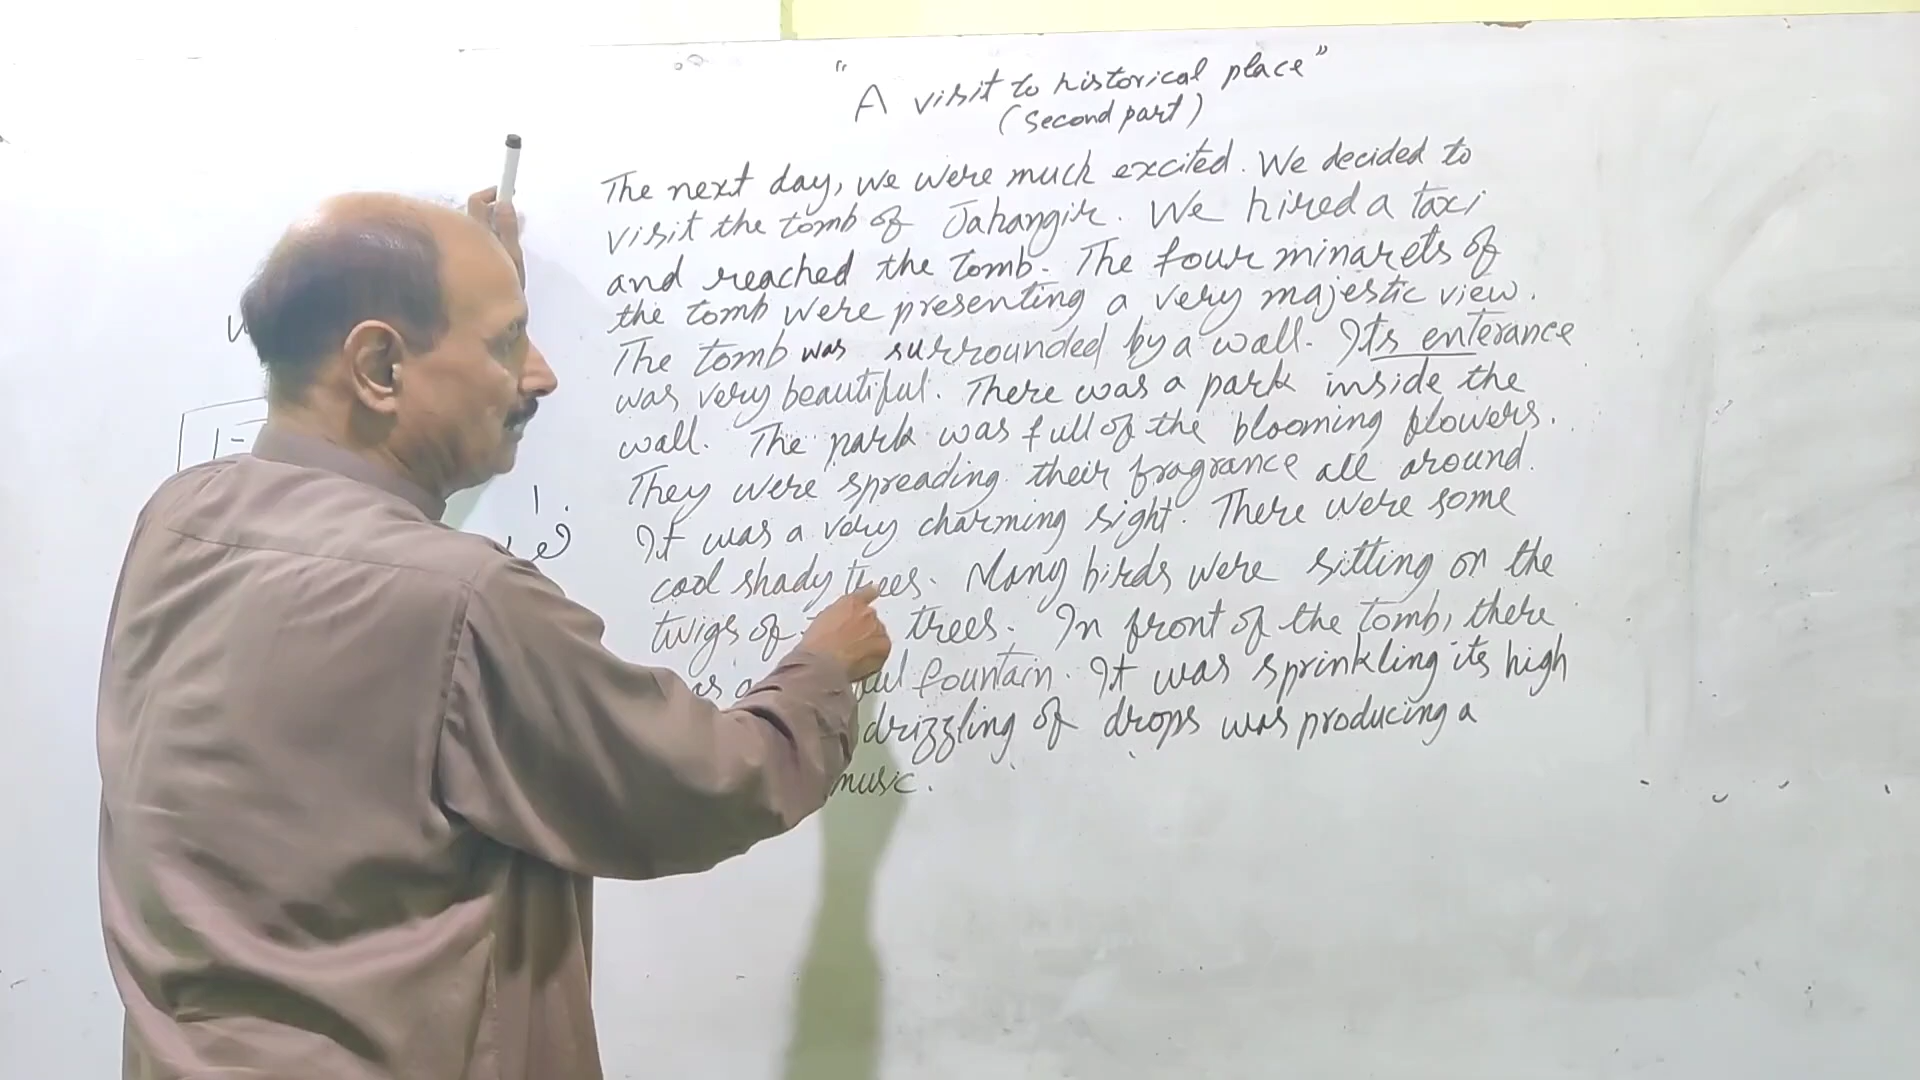 "A visit to historical place"
(Second part)
The next day, we were much excited. We decided to
visit the tomb of Jahangir. We hired a taxi
and reached the tomb. The four minarets of
the tomb were presenting a very majestic view.
The tomb was surrounded by a wall. Its enterance
was very beautiful. There was a park inside the
wall. The park was full of the blooming flowers.
They were spreading their fragrance all around.
It was a very charming sight. There were some
cool shady trees. Many birds were sitting on the
twigs of trees. In front of the tomb, there
fountain. It was sprinkling its high
drizzling of drops was producing a
music.
1-
1.